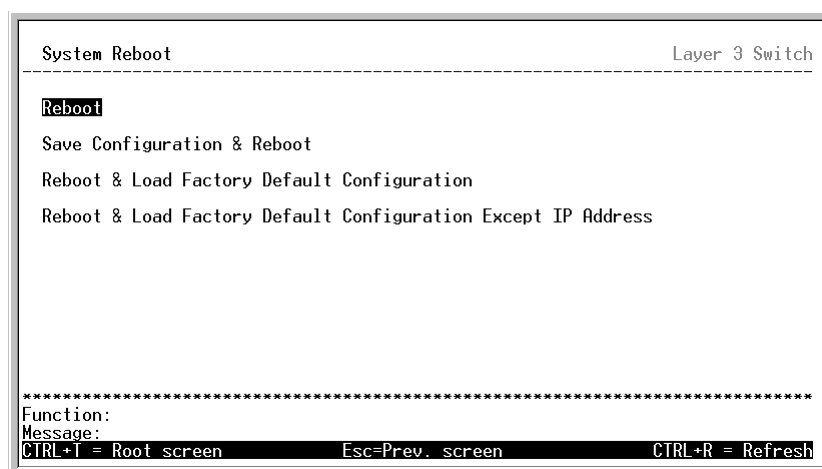 System Reboot Layer 3 Switch
Reboot
Save Configuration & Reboot
Reboot & Load Factory Default Configuration
Reboot & Load Factory Default Configuration Except IP Address
*******************************************************************************
Function:
Message:
CTRL+T = Root screen Esc=Prev. screen CTRL+R = Refresh